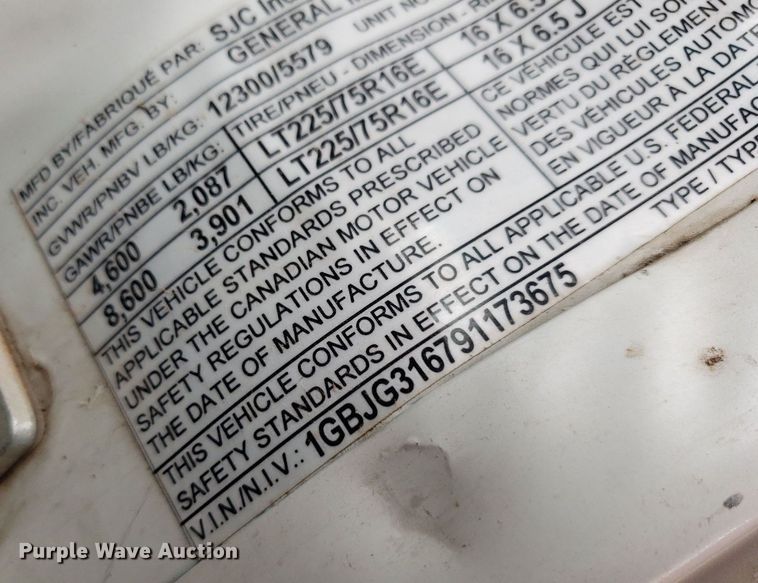 MFD BY/FABRIQUÉ PAR: SJC
INC. VEH. MFG. BY: GENERAL
GVWR/PNBV LB/KG: 12300/5579 UNIT
GAWR/PNBE LB/KG: TIRE/PNEU - DIMENSION -
4,600 2,087 LT225/75R16E 16 X 6.5
8,600 3,901 LT225/75R16E 16 X 6.5 J
THIS VEHICLE CONFORMS TO ALL
APPLICABLE STANDARDS PRESCRIBED
UNDER THE CANADIAN MOTOR VEHICLE
SAFETY REGULATIONS IN EFFECT ON
THE DATE OF MANUFACTURE.
CE VÉHICULE EST
NORMES QUI LUI SON
VERTU DU RÈGLEMENT
DES VÉHICULES AUTOMO
EN VIGUEUR À LA DATE
THIS VEHICLE CONFORMS TO ALL APPLICABLE U.S. FEDERAL
SAFETY STANDARDS IN EFFECT ON THE DATE OF MANUFAC
V.I.N./N.I.V.: 1GBJG316791173675 TYPE / TYP
Purple Wave Auction